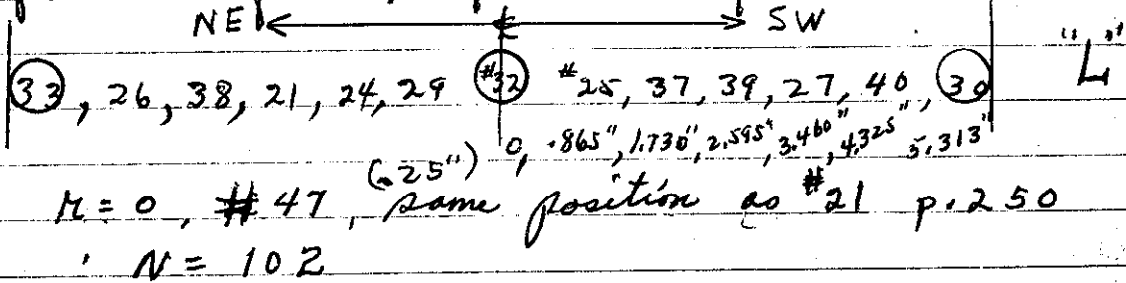 NE ℄ SW
33, 26, 38, 21, 24, 29 #32 #25, 37, 39, 27, 40, 30 "L"
(.25") 0, .865", 1.730", 2.595", 3.460", 4.325" 5.313"
r = 0, #47, same position as #21 p. 250
N = 102